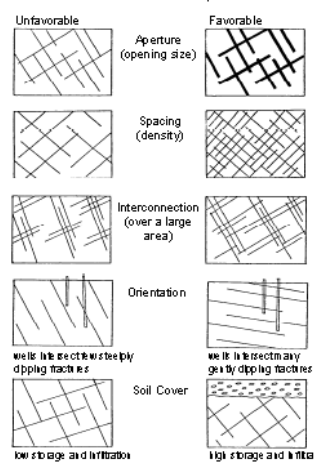 Unfavorable
Favorable
Aperture
(opening size)
Spacing
(density)
Interconnection
(over a large
area)
Orientation
wells intersect few steeply
dipping fractures
wells intersect many
gently dipping fractures
Soil Cover
low storage and infiltration
high storage and infiltra